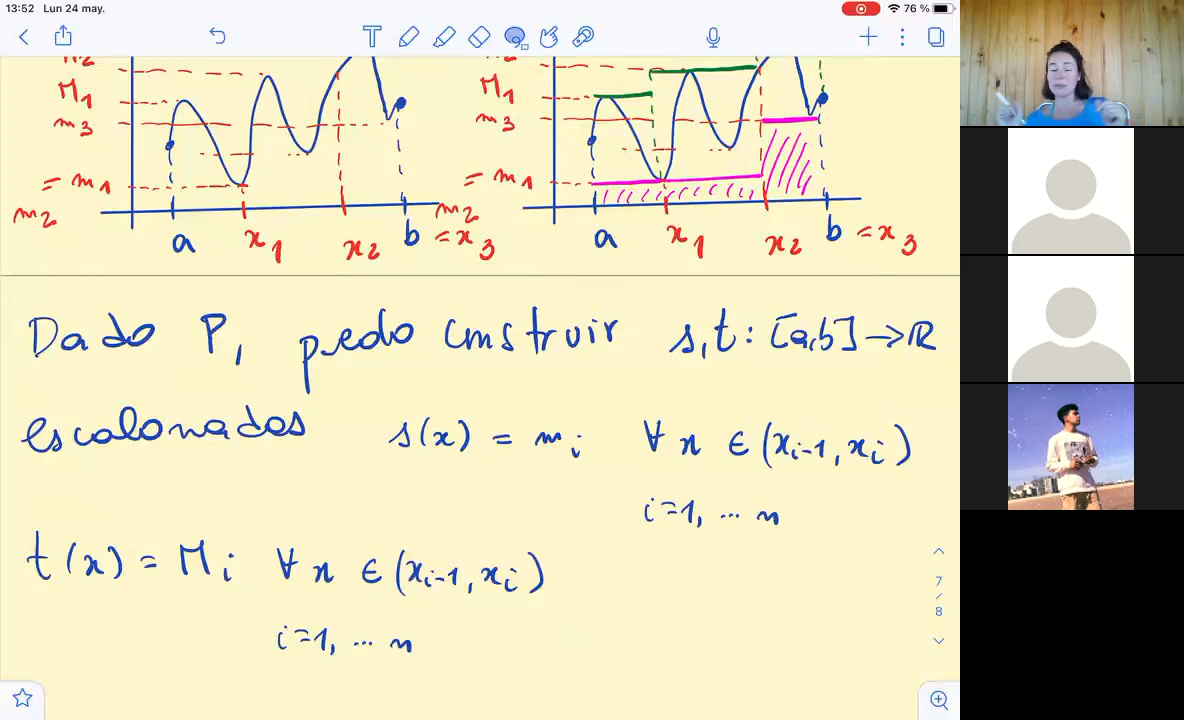 13:52 Lun 24 may. 76 %
M1
m3
= m1
m2
a x1 x2 b = x3
M1
m3
= m1
m2
a x1 x2 b = x3
Dado P, puedo construir s,t: [a,b] → ℝ
escalonadas s(x) = mi ∀ x ∈ (xi-1, xi)
i=1, ... n
t(x) = Mi ∀ x ∈ (xi-1, xi)
i=1, ... n
7
/
8